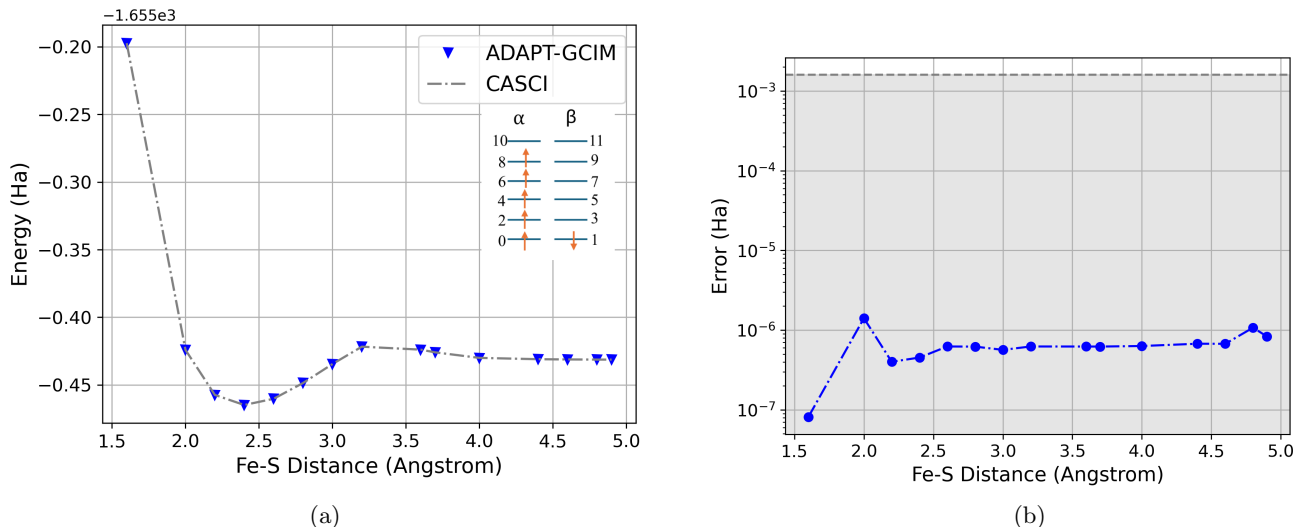 −1.655e3
−0.20
−0.25
−0.30
−0.35
−0.40
−0.45
Energy (Ha)
ADAPT-GCIM
CASCI
α β
10 11
8 9
6 7
4 5
2 3
0 1
1.5 2.0 2.5 3.0 3.5 4.0 4.5 5.0
Fe-S Distance (Angstrom)
(a)
10⁻³
10⁻⁴
10⁻⁵
10⁻⁶
10⁻⁷
Error (Ha)
1.5 2.0 2.5 3.0 3.5 4.0 4.5 5.0
Fe-S Distance (Angstrom)
(b)